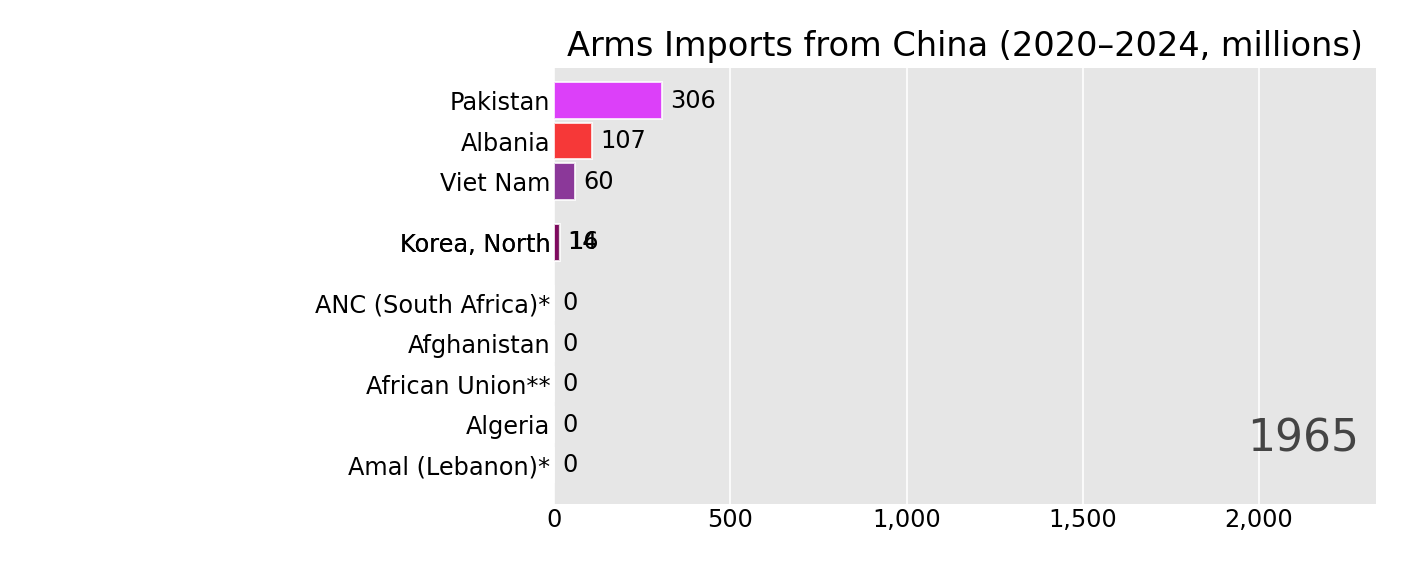 Arms Imports from China (2020–2024, millions)
Pakistan 306
Albania 107
Viet Nam 60
Korea, North
ANC (South Africa)* 0
Afghanistan 0
African Union** 0
Algeria 0
Amal (Lebanon)* 0
1965
0 500 1,000 1,500 2,000